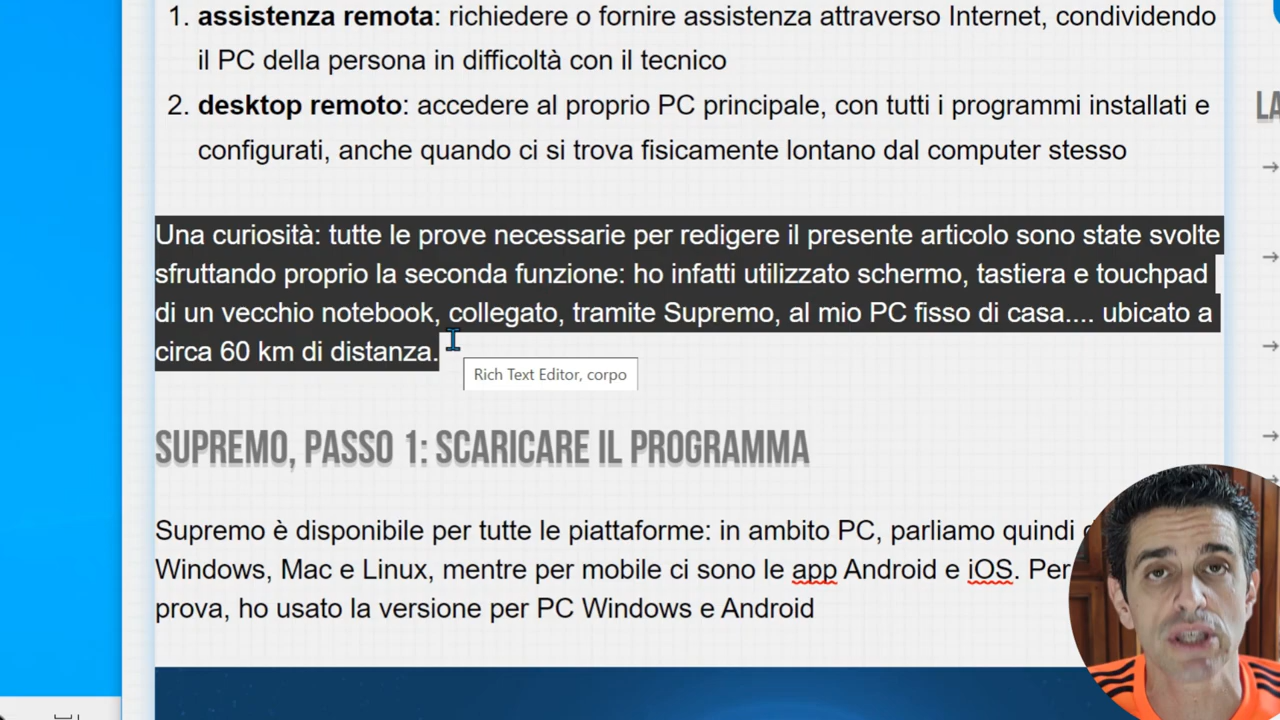 1. assistenza remota: richiedere o fornire assistenza attraverso Internet, condividendo
il PC della persona in difficoltà con il tecnico
2. desktop remoto: accedere al proprio PC principale, con tutti i programmi installati e
configurati, anche quando ci si trova fisicamente lontano dal computer stesso
Una curiosità: tutte le prove necessarie per redigere il presente articolo sono state svolte
sfruttando proprio la seconda funzione: ho infatti utilizzato schermo, tastiera e touchpad
di un vecchio notebook, collegato, tramite Supremo, al mio PC fisso di casa.... ubicato a
circa 60 km di distanza.
Rich Text Editor, corpo
SUPREMO, PASSO 1: SCARICARE IL PROGRAMMA
Supremo è disponibile per tutte le piattaforme: in ambito PC, parliamo quindi
Windows, Mac e Linux, mentre per mobile ci sono le app Android e iOS. Per
prova, ho usato la versione per PC Windows e Android